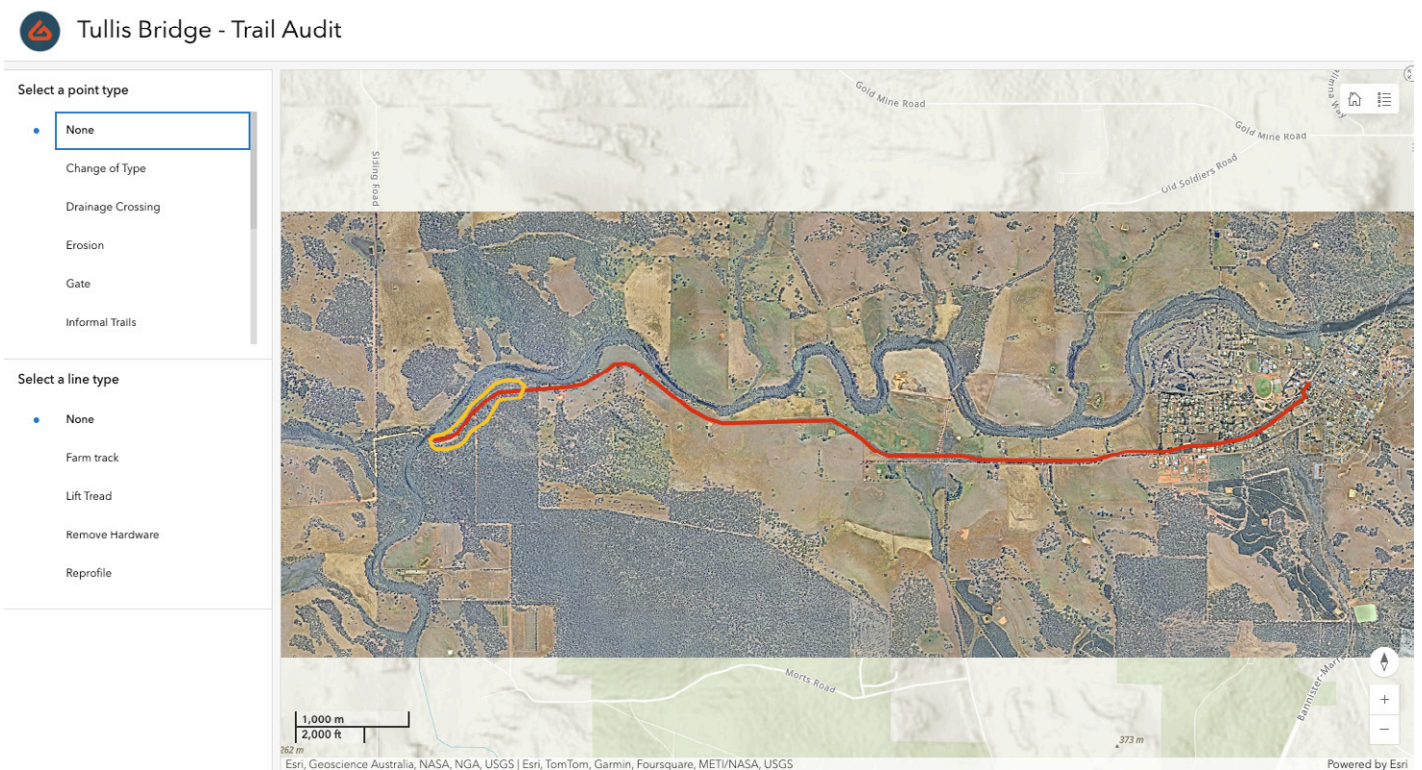 Tullis Bridge - Trail Audit
Select a point type
None
Change of Type
Drainage Crossing
Erosion
Gate
Informal Trails
Select a line type
None
Farm track
Lift Tread
Remove Hardware
Reprofile
Gold Mine Road
Gold Mine Road
Old Soldiers Road
Siding Road
Morts Road
1,000 m
2,000 ft
262 m
373 m
Esri, Geoscience Australia, NASA, NGA, USGS | Esri, TomTom, Garmin, Foursquare, METI/NASA, USGS
Powered by Esri